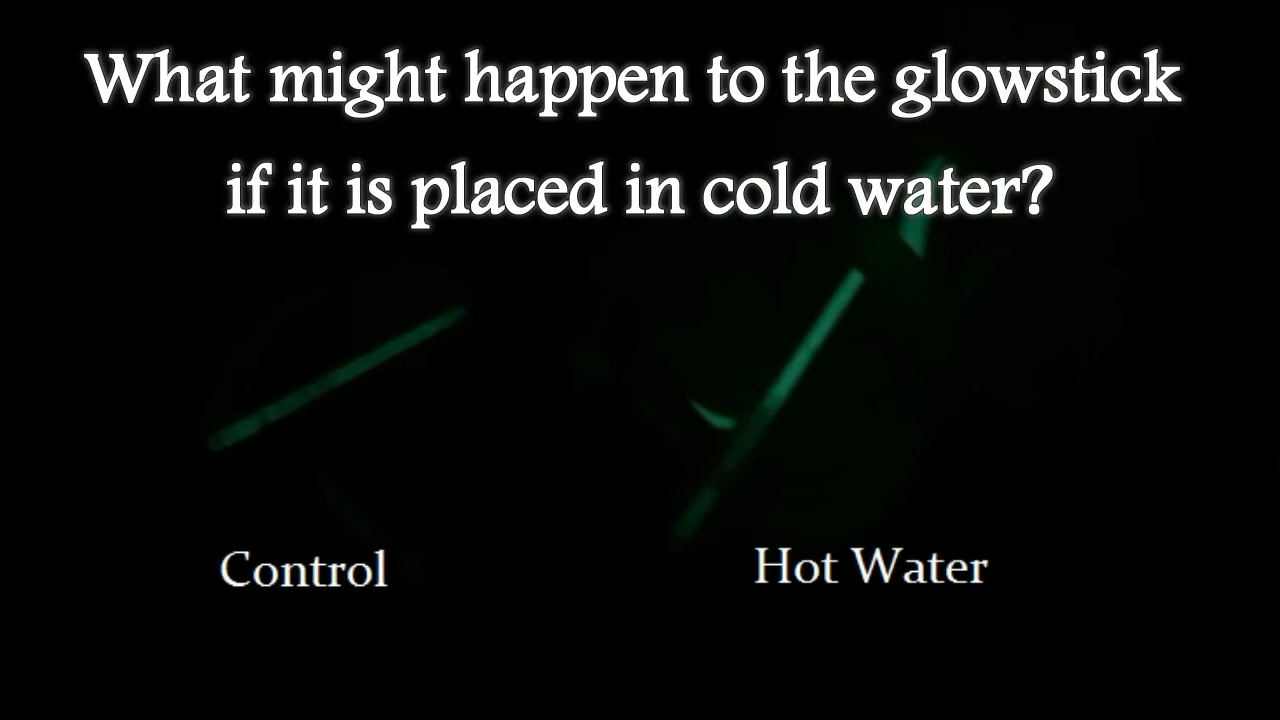 What might happen to the glowstick
if it is placed in cold water?
Control
Hot Water